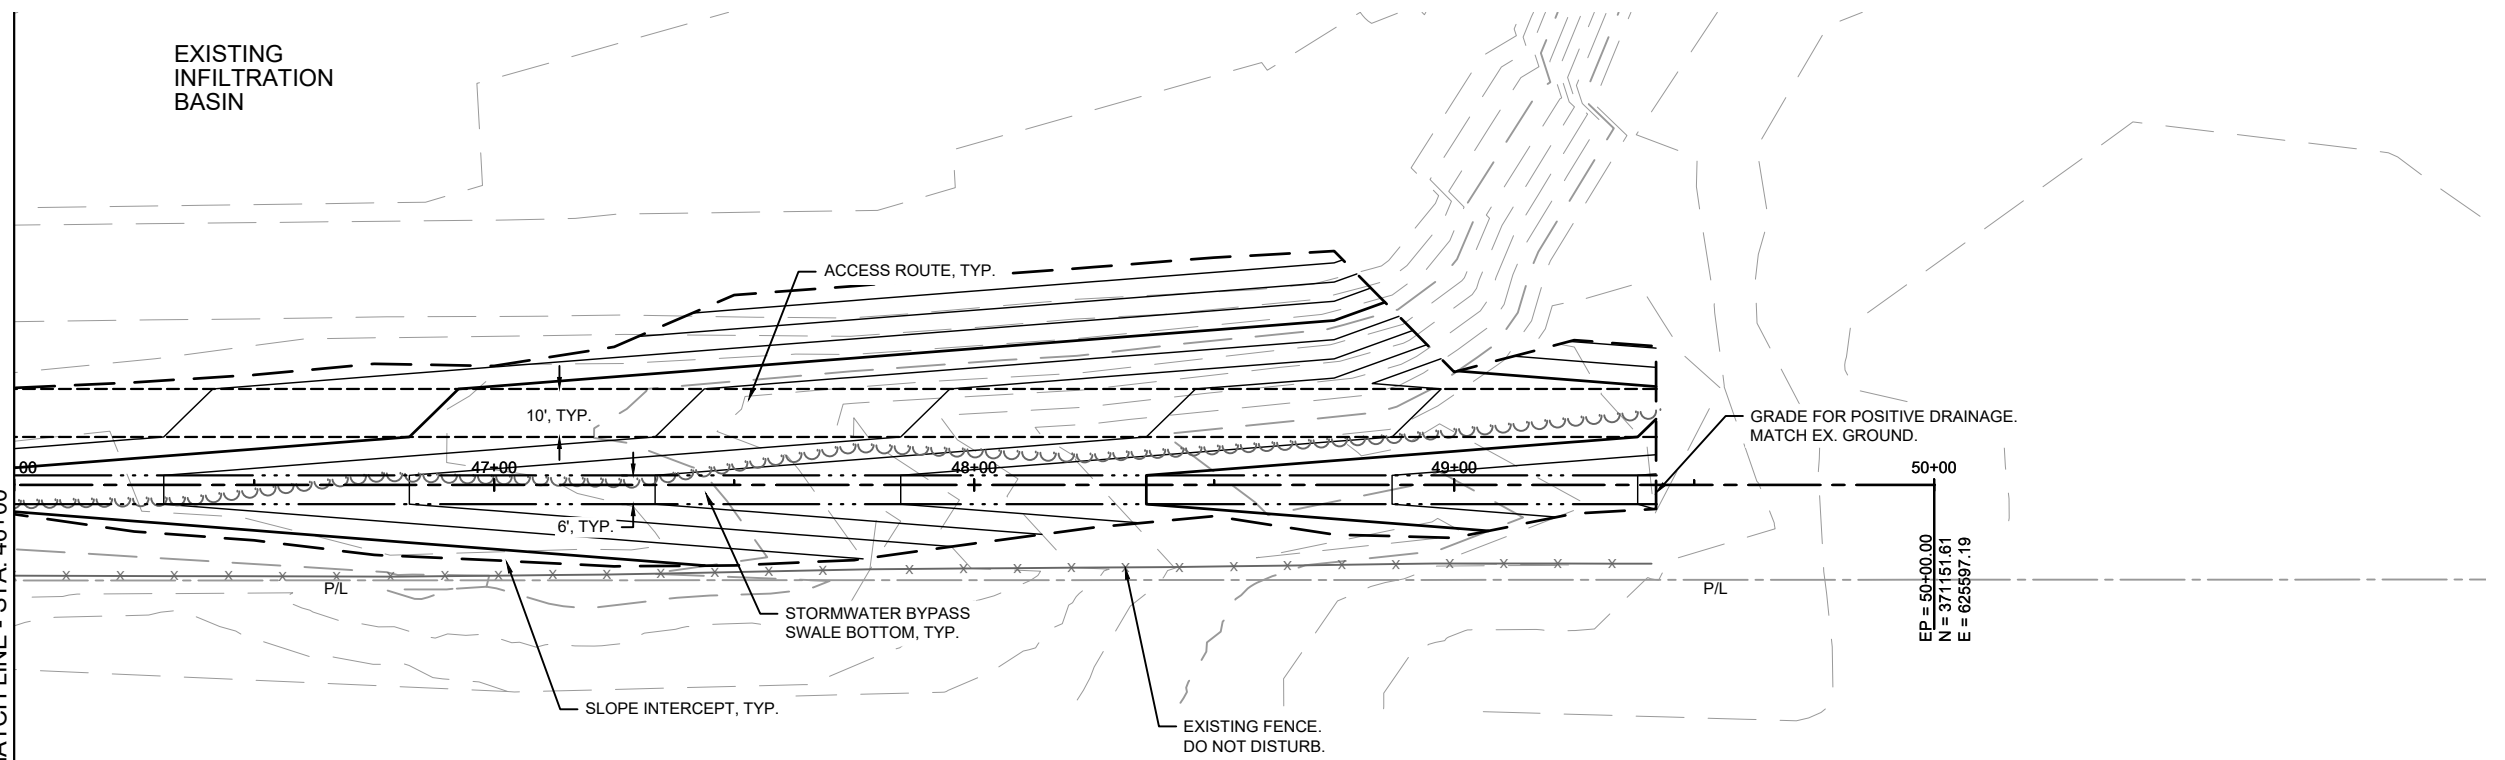 EXISTING
INFILTRATION
BASIN
ACCESS ROUTE, TYP.
10', TYP.
GRADE FOR POSITIVE DRAINAGE.
MATCH EX. GROUND.
47+00
48+00
49+00
50+00
6', TYP.
P/L
P/L
STORMWATER BYPASS
SWALE BOTTOM, TYP.
EP = 50+00.00
N = 371151.61
E = 625597.19
SLOPE INTERCEPT, TYP.
EXISTING FENCE.
DO NOT DISTURB.